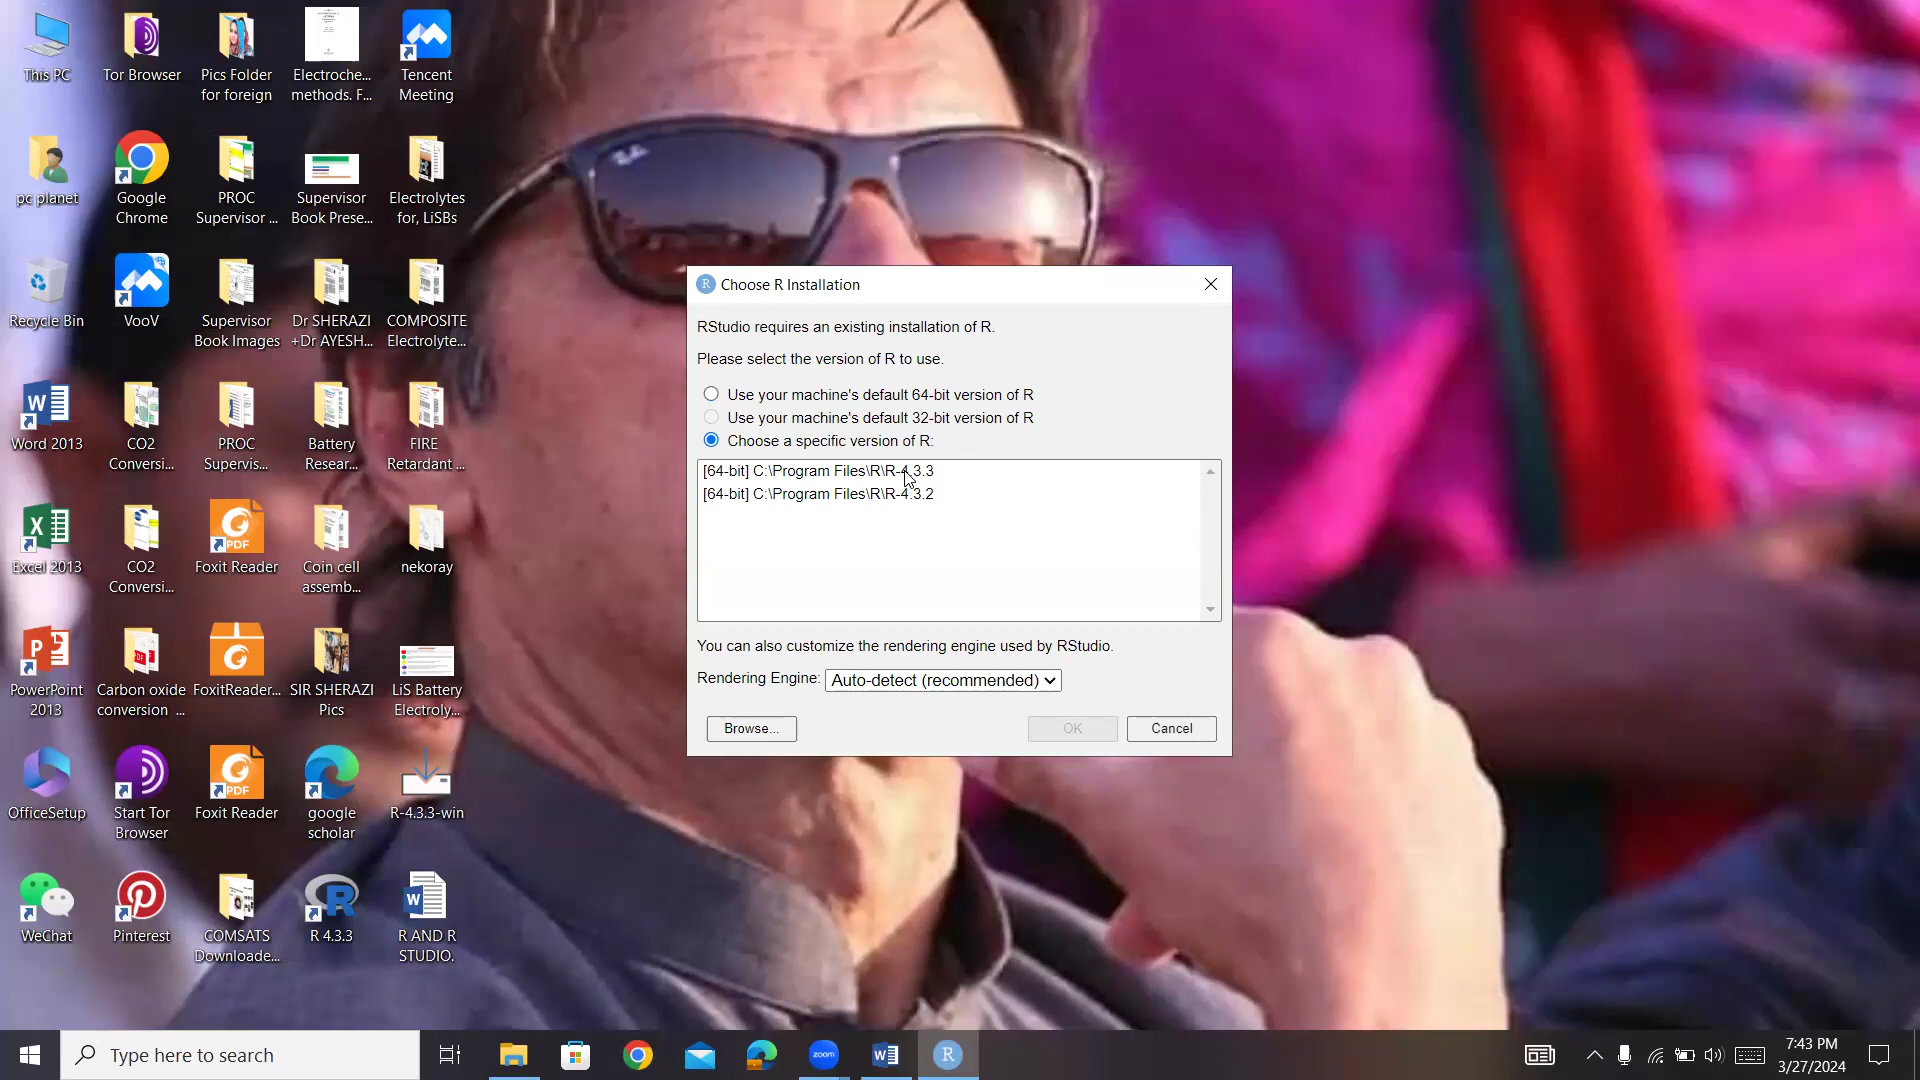 This PC
Tor Browser
Pics Folder
for foreign
Electroche...
methods. F...
Tencent
Meeting
pc planet
Google
Chrome
PROC
Supervisor ...
Supervisor
Book Prese...
Electrolytes
for, LiSBs
Recycle Bin
VooV
Supervisor
Book Images
Dr SHERAZI
+Dr AYESH...
COMPOSITE
Electrolyte...
Word 2013
CO2
Conversi...
PROC
Supervis...
Battery
Resear...
FIRE
Retardant ...
Excel 2013
CO2
Conversi...
PDF
Foxit Reader
Coin cell
assemb...
nekoray
PowerPoint
2013
Carbon oxide
conversion ...
FoxitReader...
SIR SHERAZI
Pics
LiS Battery
Electroly...
OfficeSetup
Start Tor
Browser
PDF
Foxit Reader
google
scholar
R-4.3.3-win
WeChat
Pinterest
COMSATS
Downloade...
R 4.3.3
R AND R
STUDIO.
Ray-Ban
R Choose R Installation
RStudio requires an existing installation of R.
Please select the version of R to use.
Use your machine's default 64-bit version of R
Use your machine's default 32-bit version of R
Choose a specific version of R:
[64-bit] C:\Program Files\R\R-4.3.3
[64-bit] C:\Program Files\R\R-4.3.2
You can also customize the rendering engine used by RStudio.
Rendering Engine: Auto-detect (recommended)
Browse...
OK
Cancel
Type here to search
zoom
7:43 PM
3/27/2024